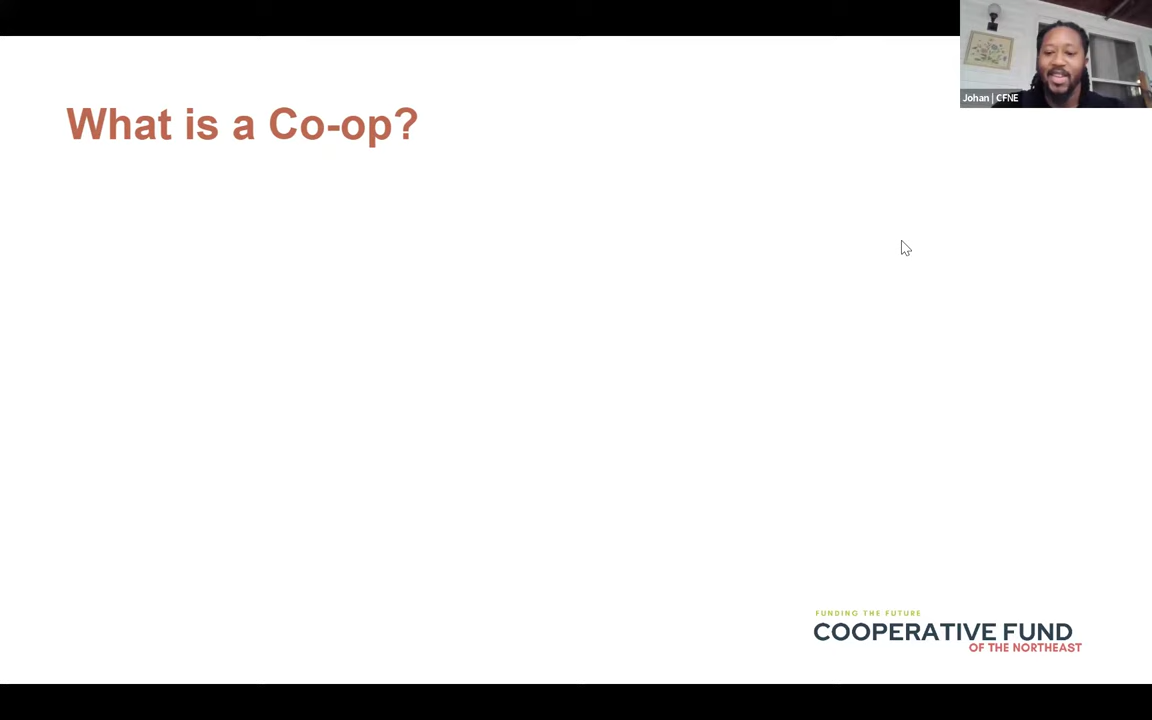 What is a Co-op?
Johan | CFNE
FUNDING THE FUTURE
COOPERATIVE FUND
OF THE NORTHEAST